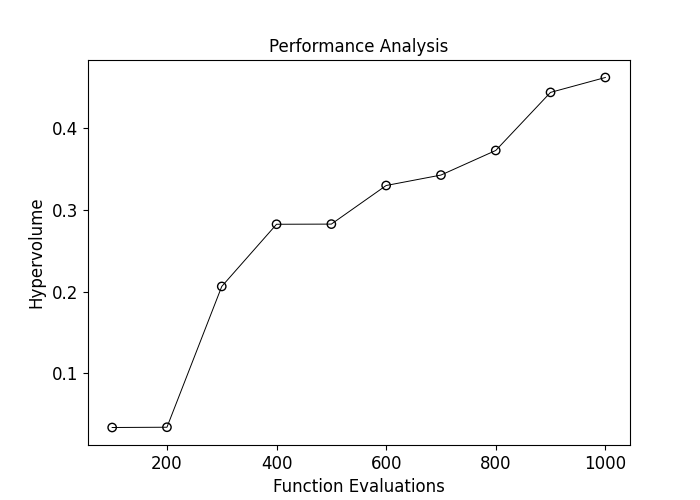 Performance Analysis
0.4
0.3
0.2
0.1
Hypervolume
200 400 600 800 1000
Function Evaluations